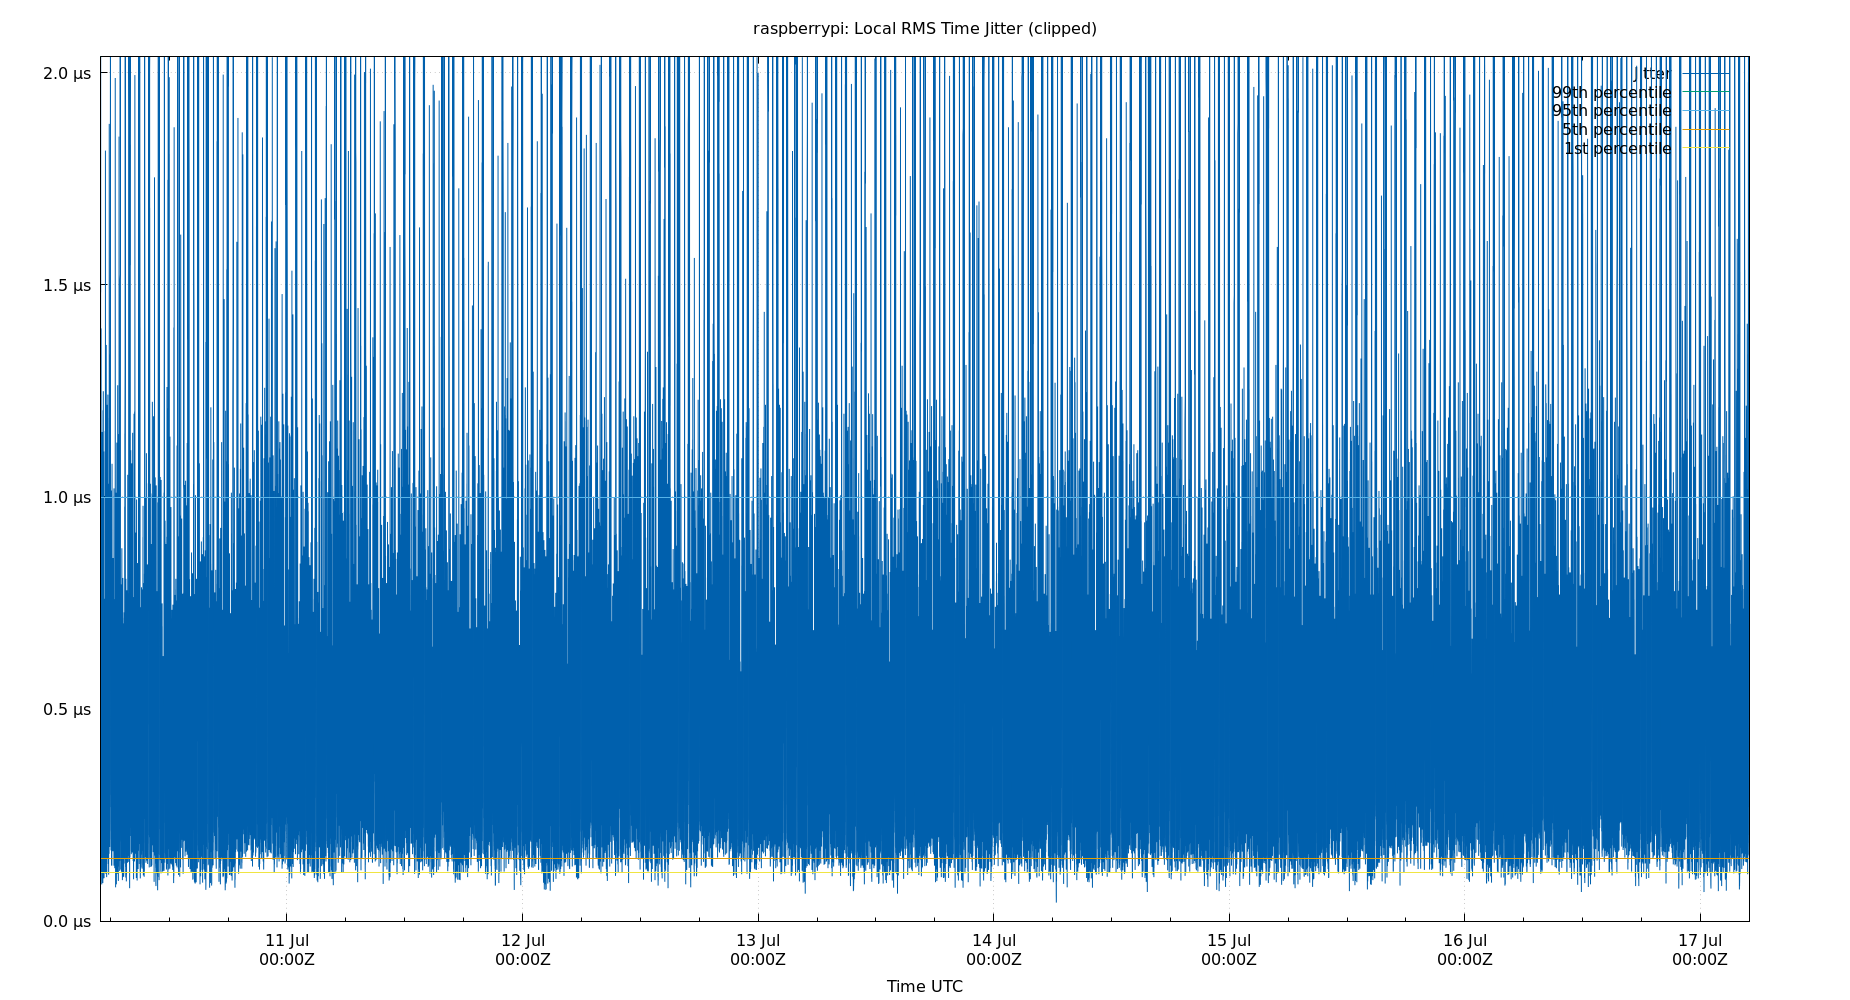 raspberrypi: Local RMS Time Jitter (clipped)
2.0 µs
1.5 µs
1.0 µs
0.5 µs
0.0 µs
Jitter
99th percentile
95th percentile
5th percentile
1st percentile
11 Jul
00:00Z
12 Jul
00:00Z
13 Jul
00:00Z
14 Jul
00:00Z
15 Jul
00:00Z
16 Jul
00:00Z
17 Jul
00:00Z
Time UTC